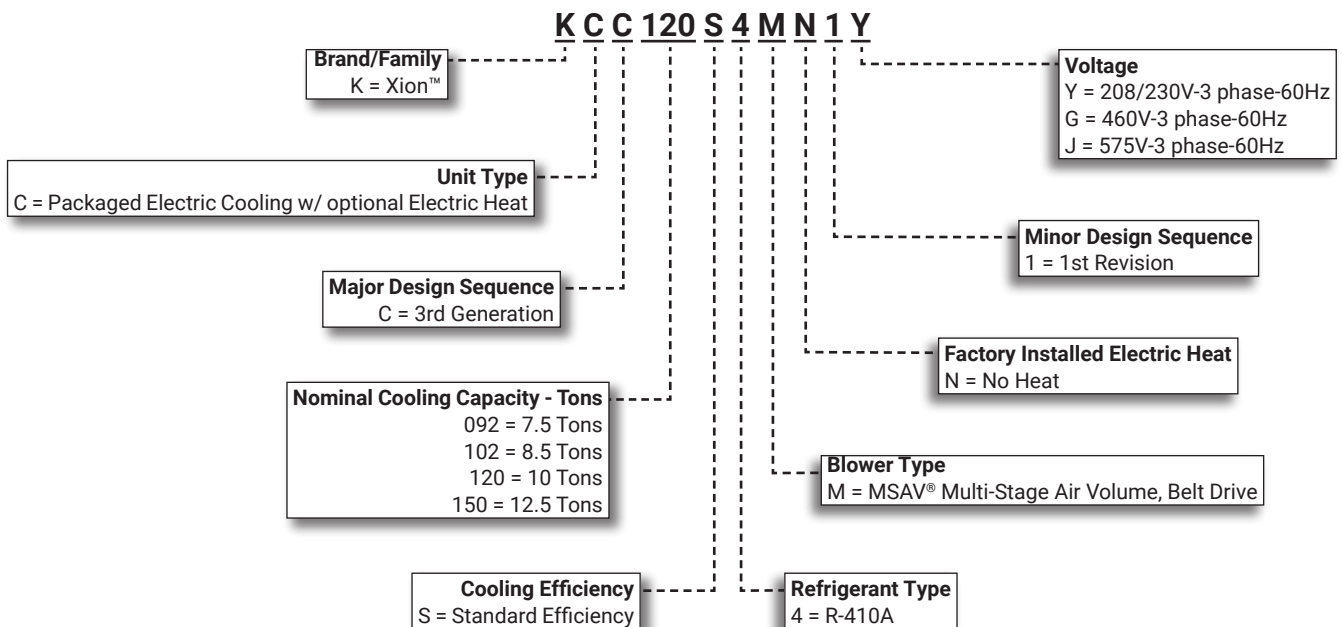 K C C 120 S 4 M N 1 Y
Brand/Family
K = Xion™
Voltage
Y = 208/230V-3 phase-60Hz
G = 460V-3 phase-60Hz
J = 575V-3 phase-60Hz
Unit Type
C = Packaged Electric Cooling w/ optional Electric Heat
Minor Design Sequence
1 = 1st Revision
Major Design Sequence
C = 3rd Generation
Factory Installed Electric Heat
N = No Heat
Nominal Cooling Capacity - Tons
092 = 7.5 Tons
102 = 8.5 Tons
120 = 10 Tons
150 = 12.5 Tons
Blower Type
M = MSAV® Multi-Stage Air Volume, Belt Drive
Cooling Efficiency
S = Standard Efficiency
Refrigerant Type
4 = R-410A